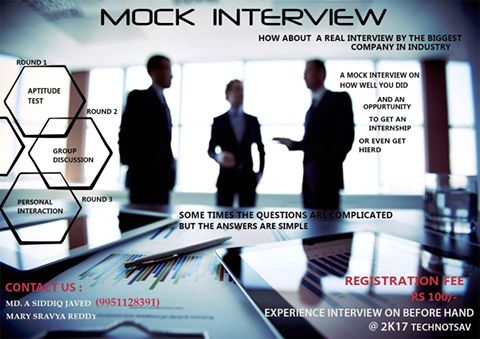 MOCK INTERVIEW
HOW ABOUT A REAL INTERVIEW BY THE BIGGEST
COMPANY IN INDUSTRY
ROUND 1
APTITUDE
TEST
ROUND 2
GROUP
DISCUSSION
PERSONAL
INTERACTION
ROUND 3
A MOCK INTERVIEW ON
HOW WELL YOU DID
AND AN
OPPURTUNITY
TO GET AN
INTERNSHIP
OR EVEN GET
HIERD
SOME TIMES THE QUESTIONS ARE COMPLICATED
BUT THE ANSWERS ARE SIMPLE
CONTACT US :
MD. A SIDDIQ JAVED (9951128391)
MARY SRAVYA REDDY
REGISTRATION FEE
RS 100/-
EXPERIENCE INTERVIEW ON BEFORE HAND
@ 2K17 TECHNOTSAV